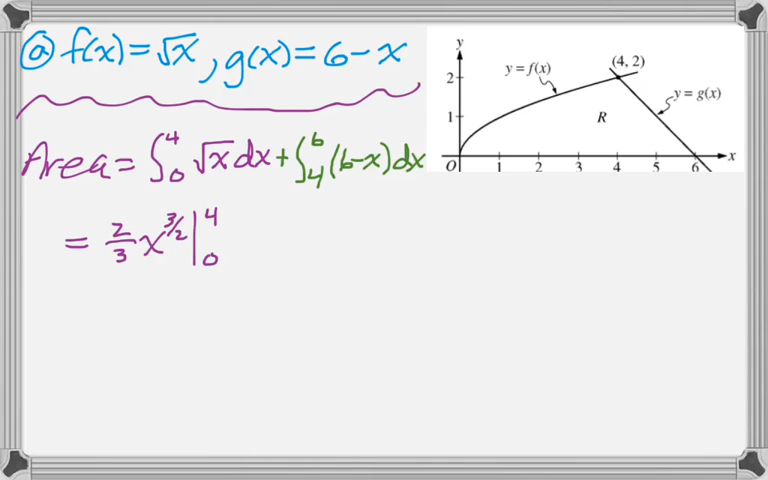 ⓐ f(x)=√x, g(x)=6-x
Area = ∫₀⁴ √x dx + ∫₄⁶ (6-x)dx
= 2/3 x^3/2 |₀⁴
y
(4, 2)
y = f(x)
y = g(x)
2
1
R
O 1 2 3 4 5 6 x